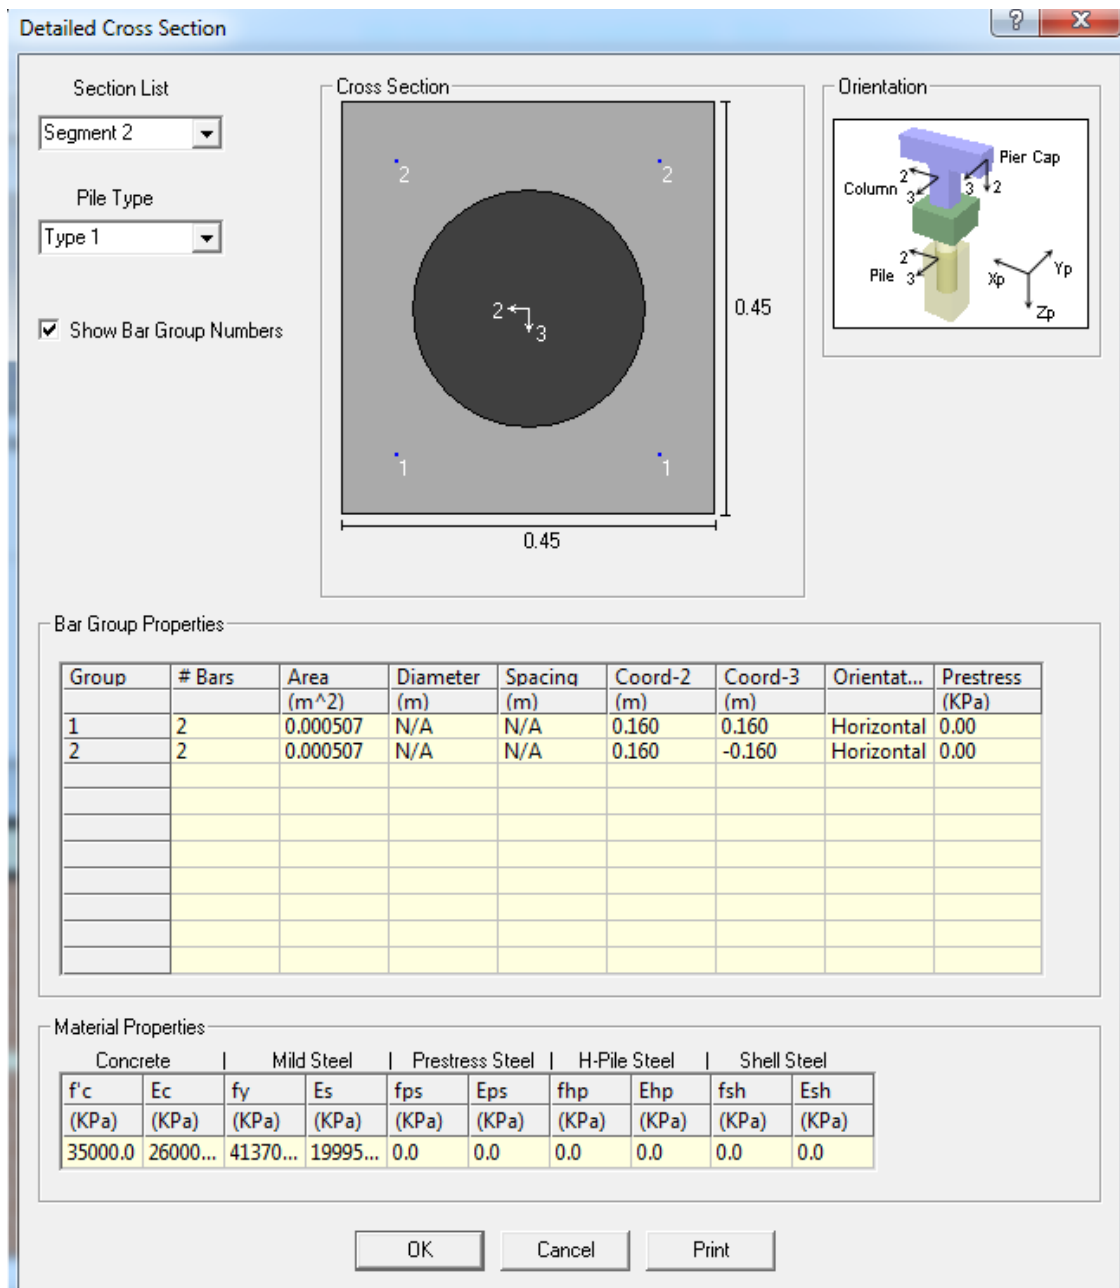 Detailed Cross Section
?
X
Section List
Segment 2
Pile Type
Type 1
Show Bar Group Numbers
Cross Section
2 2
2
3
1 1
0.45
0.45
Orientation
Pier Cap
Column 2 3 3 2
Pile 2 3 Xp Yp
Zp
Bar Group Properties
Group # Bars Area Diameter Spacing Coord-2 Coord-3 Orientat... Prestress
(m^2) (m) (m) (m) (m) (KPa)
1 2 0.000507 N/A N/A 0.160 0.160 Horizontal 0.00
2 2 0.000507 N/A N/A 0.160 -0.160 Horizontal 0.00
Material Properties
Concrete | Mild Steel | Prestress Steel | H-Pile Steel | Shell Steel
f'c Ec fy Es fps Eps fhp Ehp fsh Esh
(KPa) (KPa) (KPa) (KPa) (KPa) (KPa) (KPa) (KPa) (KPa) (KPa)
35000.0 26000... 41370... 19995... 0.0 0.0 0.0 0.0 0.0 0.0
OK Cancel Print